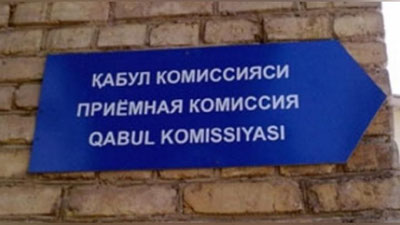 ҚАБУЛ КОМИССИЯСИ
ПРИЁМНАЯ КОМИССИЯ
QABUL KOMISSIYASI